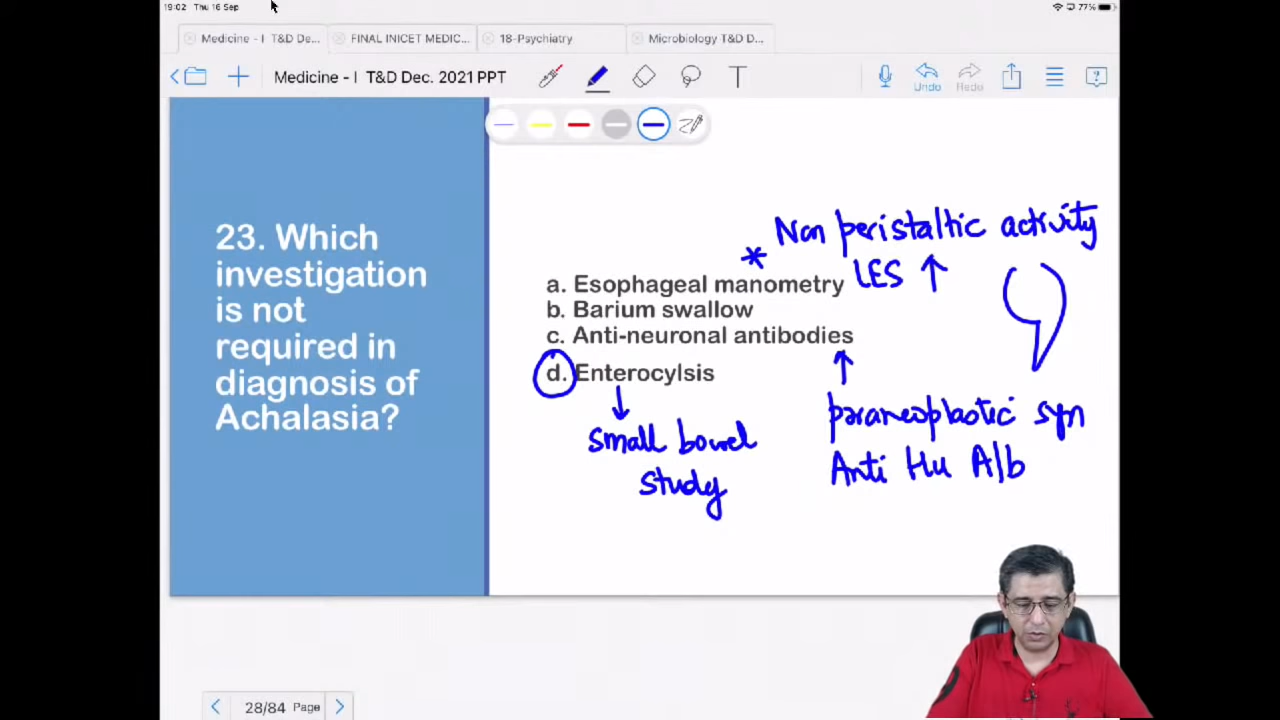 19:02 Thu 16 Sep
77%
Medicine - I T&D De...
FINAL INICET MEDIC...
18-Psychiatry
Microbiology T&D D...
Medicine - I T&D Dec. 2021 PPT
T
Undo
Redo
23. Which
investigation
is not
required in
diagnosis of
Achalasia?
Non peristaltic activity
* LES ↑
a. Esophageal manometry
b. Barium swallow
c. Anti-neuronal antibodies
d. Enterocylsis
small bowel
study
paraneoplastic syn
Anti Hu A/b
28/84 Page